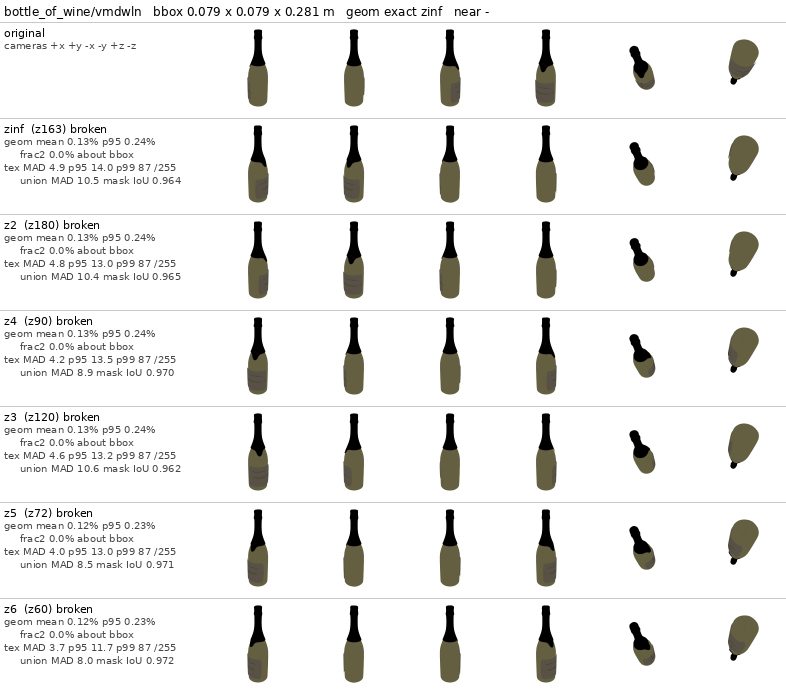 bottle_of_wine/vmdwln bbox 0.079 x 0.079 x 0.281 m geom exact zinf near -
original
cameras +x +y -x -y +z -z
zinf (z163) broken
geom mean 0.13% p95 0.24%
frac2 0.0% about bbox
tex MAD 4.9 p95 14.0 p99 87 /255
union MAD 10.5 mask IoU 0.964
z2 (z180) broken
geom mean 0.13% p95 0.24%
frac2 0.0% about bbox
tex MAD 4.8 p95 13.0 p99 87 /255
union MAD 10.4 mask IoU 0.965
z4 (z90) broken
geom mean 0.13% p95 0.24%
frac2 0.0% about bbox
tex MAD 4.2 p95 13.5 p99 87 /255
union MAD 8.9 mask IoU 0.970
z3 (z120) broken
geom mean 0.13% p95 0.24%
frac2 0.0% about bbox
tex MAD 4.6 p95 13.2 p99 87 /255
union MAD 10.6 mask IoU 0.962
z5 (z72) broken
geom mean 0.12% p95 0.23%
frac2 0.0% about bbox
tex MAD 4.0 p95 13.0 p99 87 /255
union MAD 8.5 mask IoU 0.971
z6 (z60) broken
geom mean 0.12% p95 0.23%
frac2 0.0% about bbox
tex MAD 3.7 p95 11.7 p99 87 /255
union MAD 8.0 mask IoU 0.972